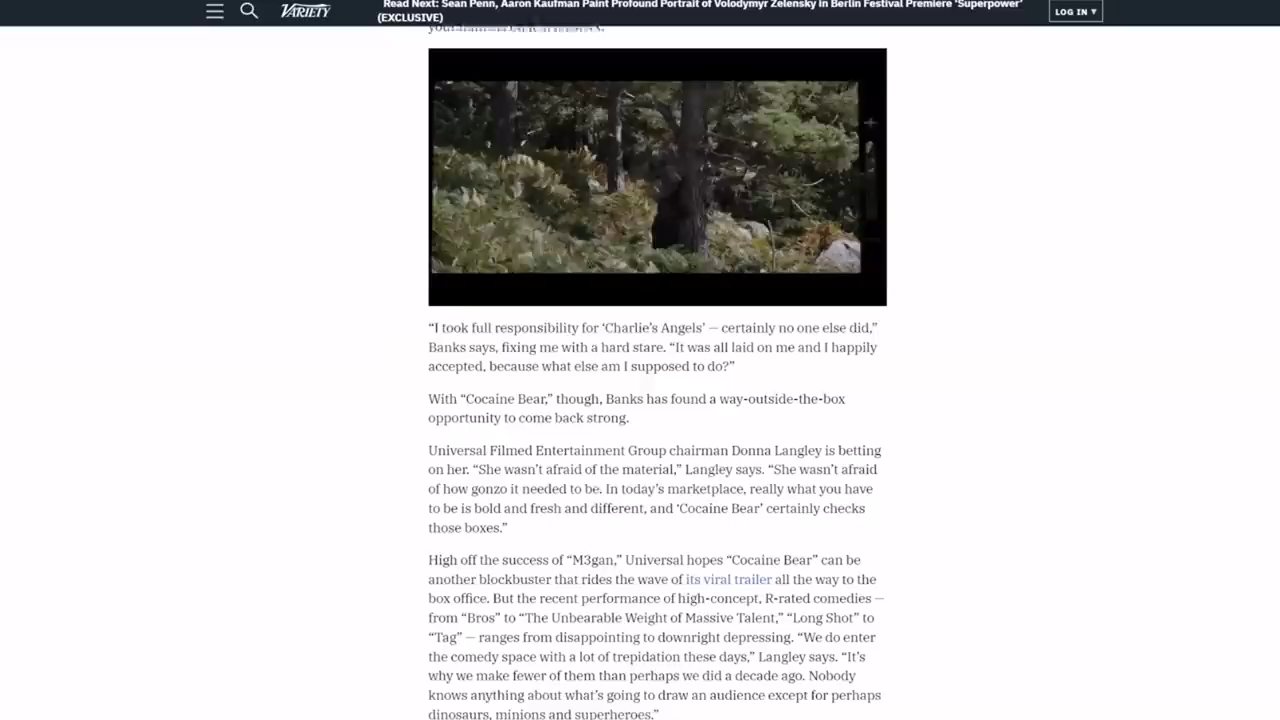 Read Next: Sean Penn, Aaron Kaufman Paint Profound Portrait of Volodymyr Zelensky in Berlin Festival Premiere ‘Superpower’
(EXCLUSIVE)
VARIETY
LOG IN ▾
“I took full responsibility for ‘Charlie’s Angels’ — certainly no one else did,”
Banks says, fixing me with a hard stare. “It was all laid on me and I happily
accepted, because what else am I supposed to do?”
With “Cocaine Bear,” though, Banks has found a way-outside-the-box
opportunity to come back strong.
Universal Filmed Entertainment Group chairman Donna Langley is betting
on her. “She wasn’t afraid of the material,” Langley says. “She wasn’t afraid
of how gonzo it needed to be. In today’s marketplace, really what you have
to be is bold and fresh and different, and ‘Cocaine Bear’ certainly checks
those boxes.”
High off the success of “M3gan,” Universal hopes “Cocaine Bear” can be
another blockbuster that rides the wave of its viral trailer all the way to the
box office. But the recent performance of high-concept, R-rated comedies —
from “Bros” to “The Unbearable Weight of Massive Talent,” “Long Shot” to
“Tag” — ranges from disappointing to downright depressing. “We do enter
the comedy space with a lot of trepidation these days,” Langley says. “It’s
why we make fewer of them than perhaps we did a decade ago. Nobody
knows anything about what’s going to draw an audience except for perhaps
dinosaurs, minions and superheroes.”